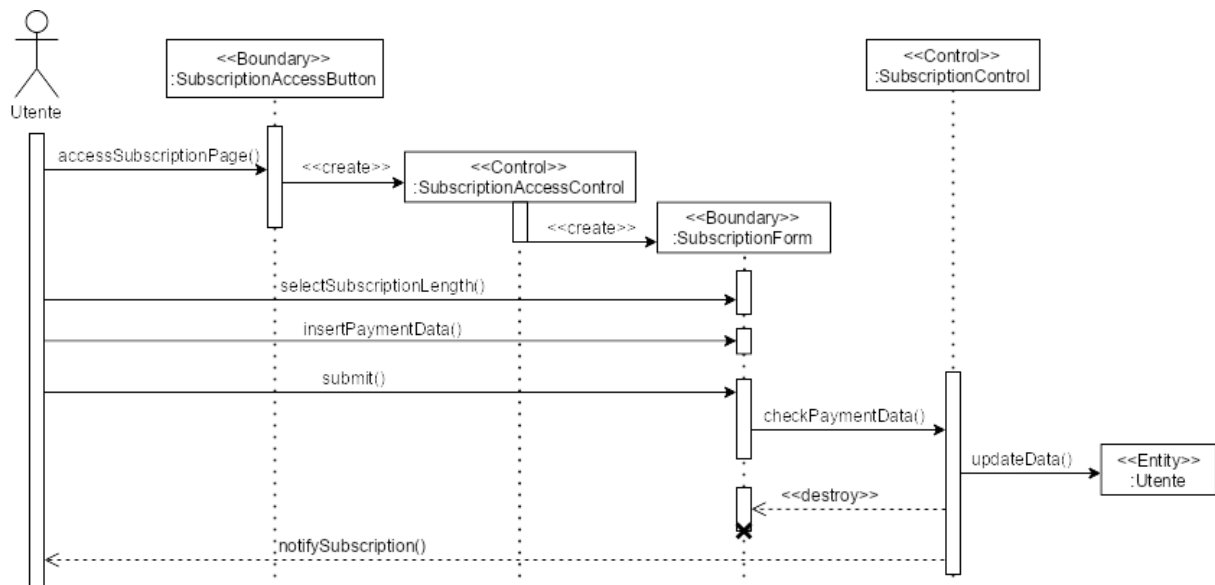 <<Boundary>>
:SubscriptionAccessButton
<<Control>>
:SubscriptionControl
Utente
accessSubscriptionPage()
<<create>>
<<Control>>
:SubscriptionAccessControl
<<create>>
<<Boundary>>
:SubscriptionForm
selectSubscriptionLength()
insertPaymentData()
submit()
checkPaymentData()
updateData()
<<Entity>>
:Utente
<<destroy>>
notifySubscription()